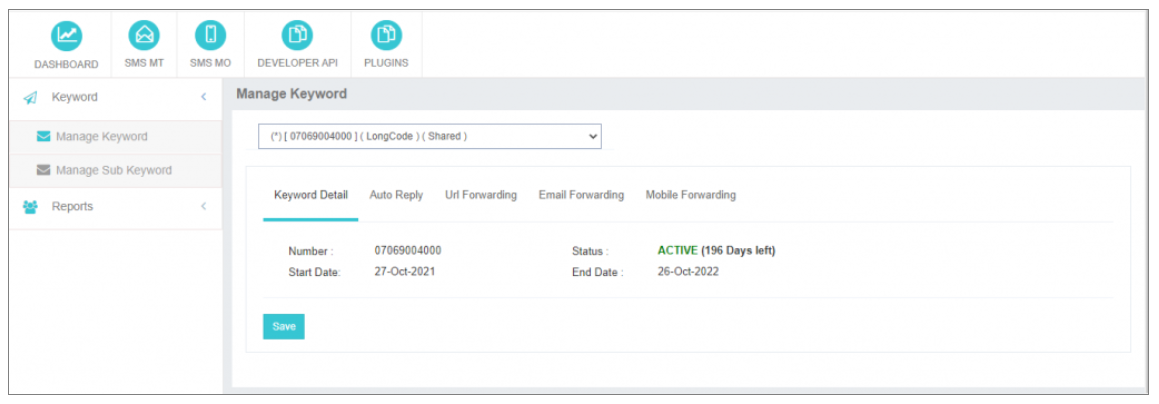 DASHBOARD SMS MT SMS MO DEVELOPER API PLUGINS
Keyword
Manage Keyword
Manage Sub Keyword
Reports
Manage Keyword
(*) [ 07069004000 ] ( LongCode ) ( Shared )
Keyword Detail Auto Reply Url Forwarding Email Forwarding Mobile Forwarding
Number : 07069004000 Status : ACTIVE (196 Days left)
Start Date: 27-Oct-2021 End Date : 26-Oct-2022
Save